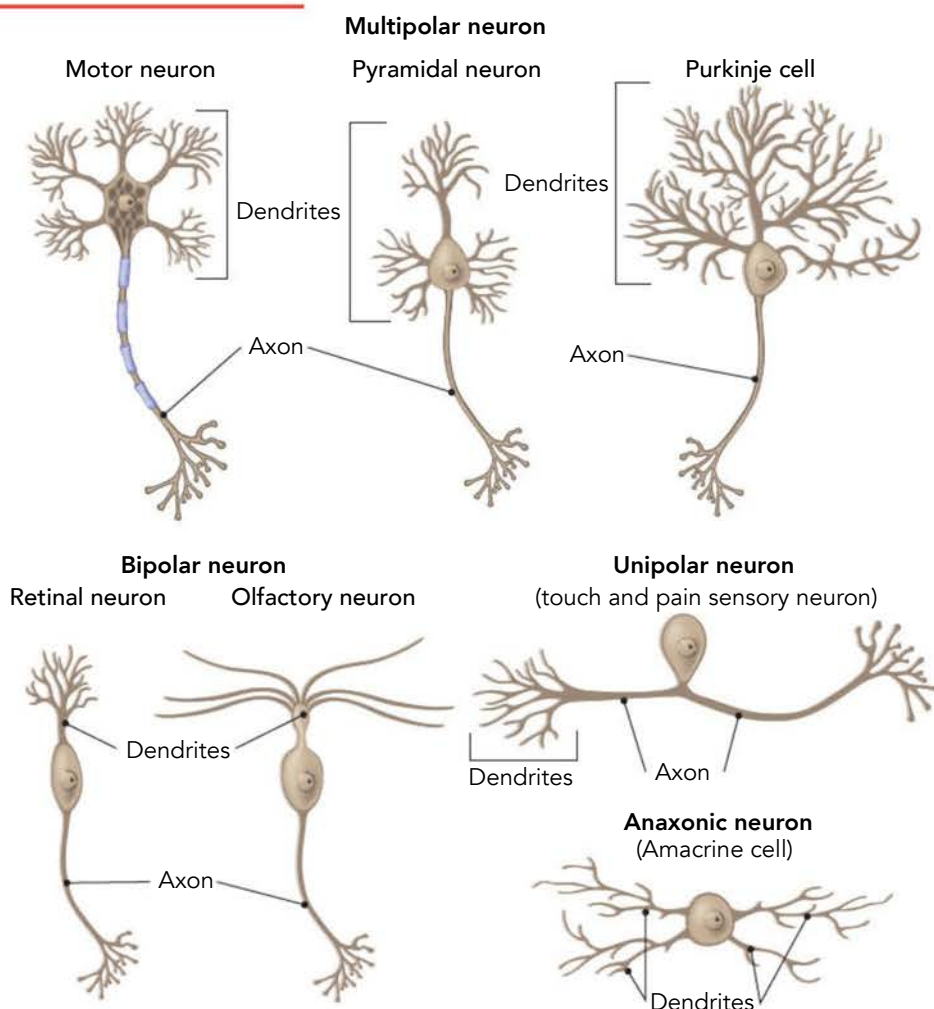 Multipolar neuron
Motor neuron
Pyramidal neuron
Purkinje cell
Dendrites
Dendrites
Axon
Axon
Bipolar neuron
Retinal neuron
Olfactory neuron
Dendrites
Axon
Unipolar neuron
(touch and pain sensory neuron)
Dendrites
Axon
Anaxonic neuron
(Amacrine cell)
Dendrites